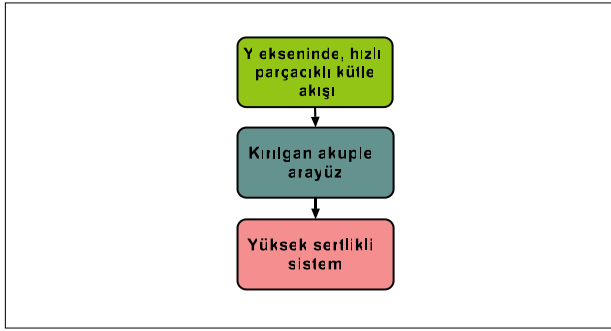 Y ekseninde, hızlı
parçacıklı kütle
akışı
Kırılgan akuple
arayüz
Yüksek sertlikli
sistem